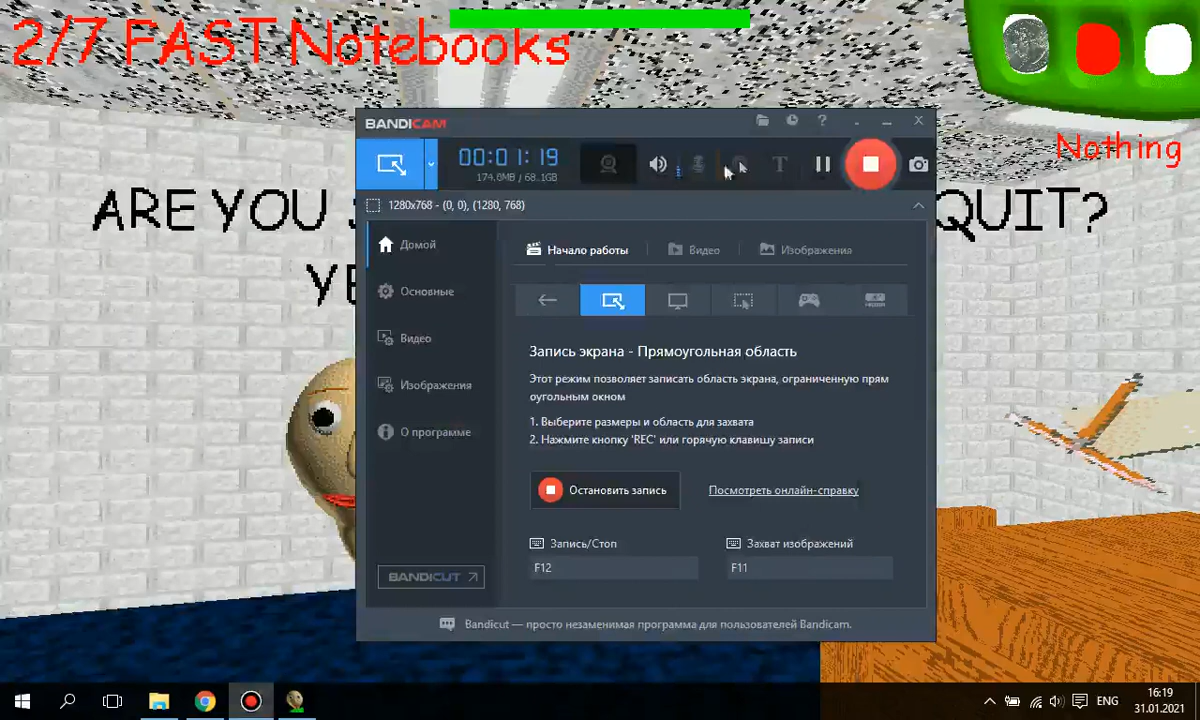 2/7 FAST Notebooks
Nothing
ARE YOU QUIT?
YE
BANDICAM
00:01:19
174.0MB / 68.1GB
1280x768 - (0, 0), (1280, 768)
Домой
Основные
Видео
Изображения
О программе
BANDICUT
Начало работы
Видео
Изображения
Запись экрана - Прямоугольная область
Этот режим позволяет записать область экрана, ограниченную прям
оугольным окном
1. Выберите размеры и область для захвата
2. Нажмите кнопку 'REC' или горячую клавишу записи
Остановить запись
Посмотреть онлайн-справку
Запись/Стоп
Захват изображений
F12
F11
Bandicut — просто незаменимая программа для пользователей Bandicam.
ENG
16:19
31.01.2021